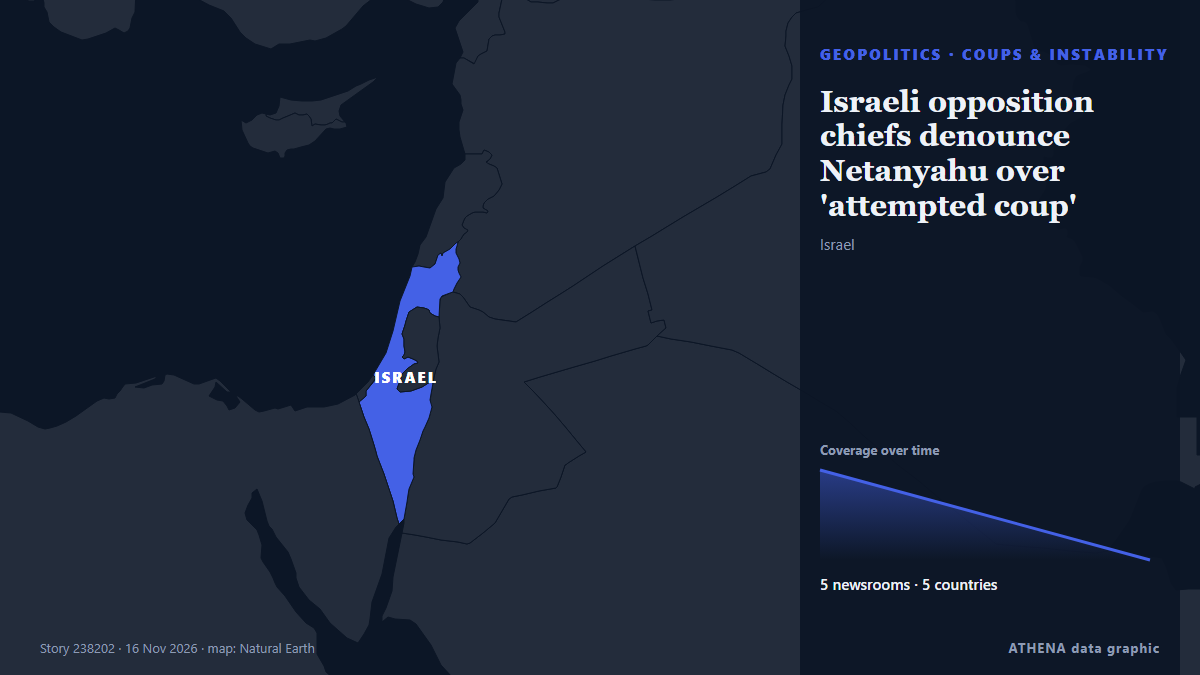 GEOPOLITICS · COUPS & INSTABILITY
Israeli opposition
chiefs denounce
Netanyahu over
'attempted coup'
Israel
ISRAEL
Coverage over time
5 newsrooms · 5 countries
Story 238202 · 16 Nov 2026 · map: Natural Earth
ATHENA data graphic